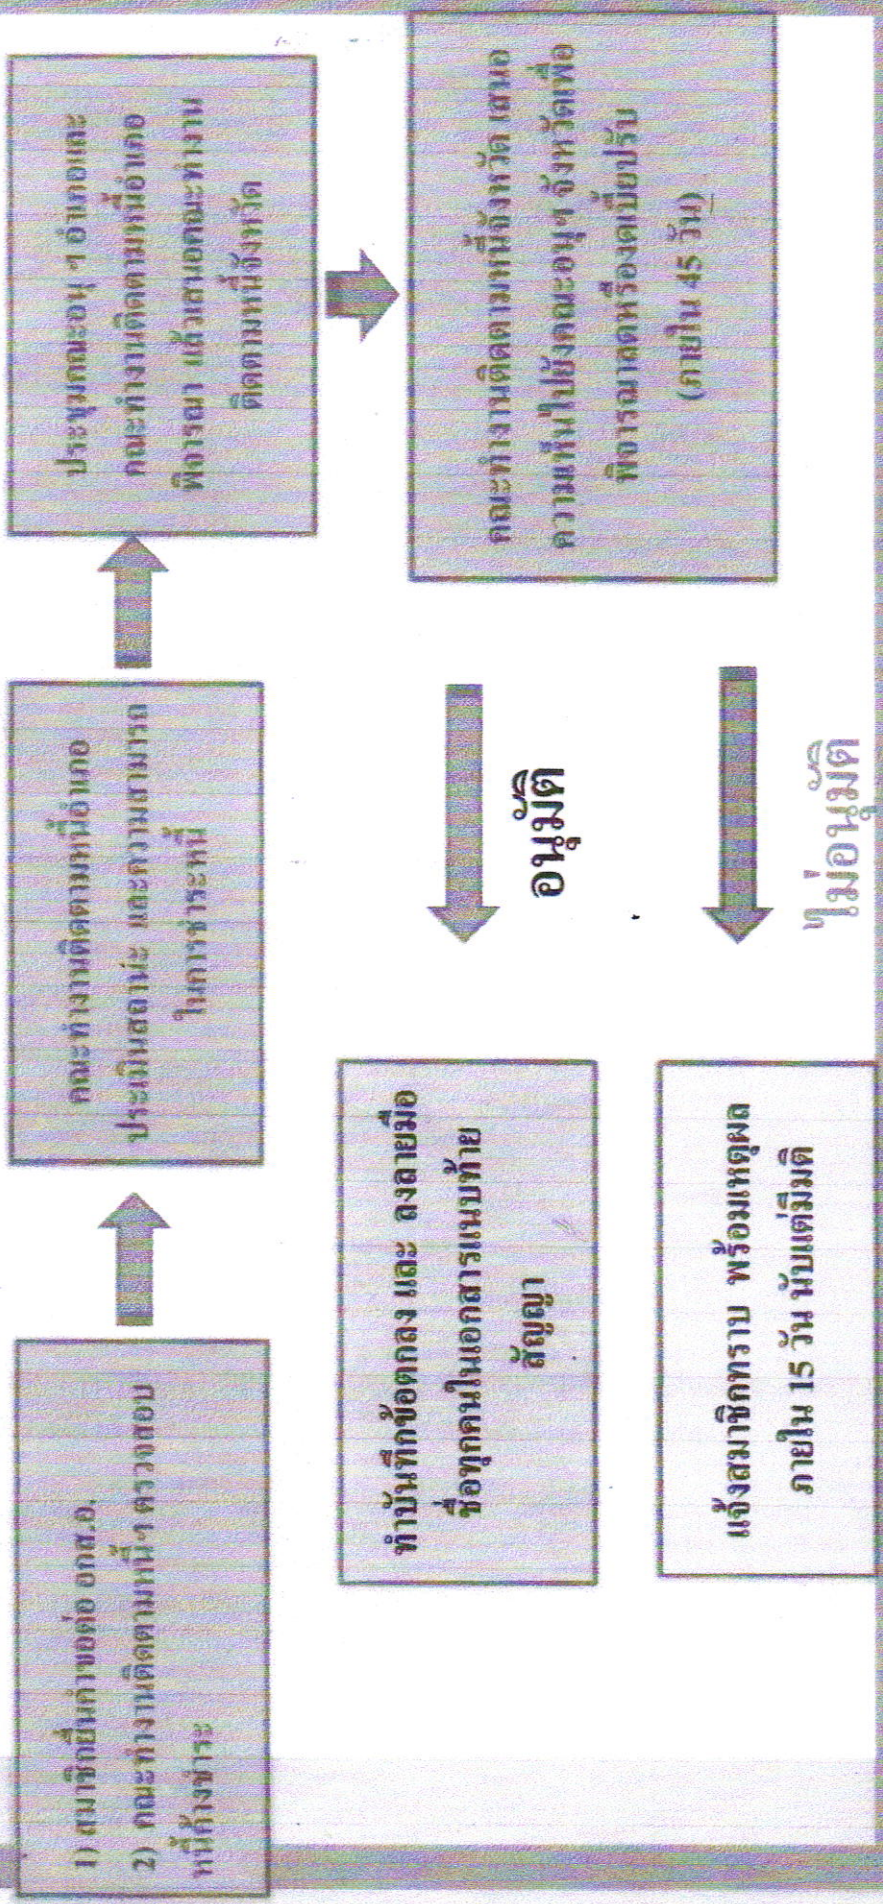 1) สมาชิกยื่นคำขอต่อ อกส.อ.
2) คณะทำงานติดตามหนี้ฯ ตรวจสอบ
หนี้ค้างชำระ
คณะทำงานติดตามหนี้อำเภอ
ประเมินสถานะ และความสามารถ
ในการชำระหนี้
ประชุมคณะอนุ ฯ อำเภอและ
คณะทำงานติดตามหนี้อำเภอ
พิจารณา แล้วเสนอคณะทำงาน
ติดตามหนี้จังหวัด
คณะทำงานติดตามหนี้จังหวัด เสนอ
ความเห็นไปยังคณะอนุฯ จังหวัดเพื่อ
พิจารณาลดหรืองดเบี้ยปรับ
(ภายใน 45 วัน)
อนุมัติ
ทำบันทึกข้อตกลง และ ลงลายมือ
ชื่อทุกคนในเอกสารแนบท้าย
สัญญา
ไม่อนุมัติ
แจ้งสมาชิกทราบ พร้อมเหตุผล
ภายใน 15 วัน นับแต่มีมติ